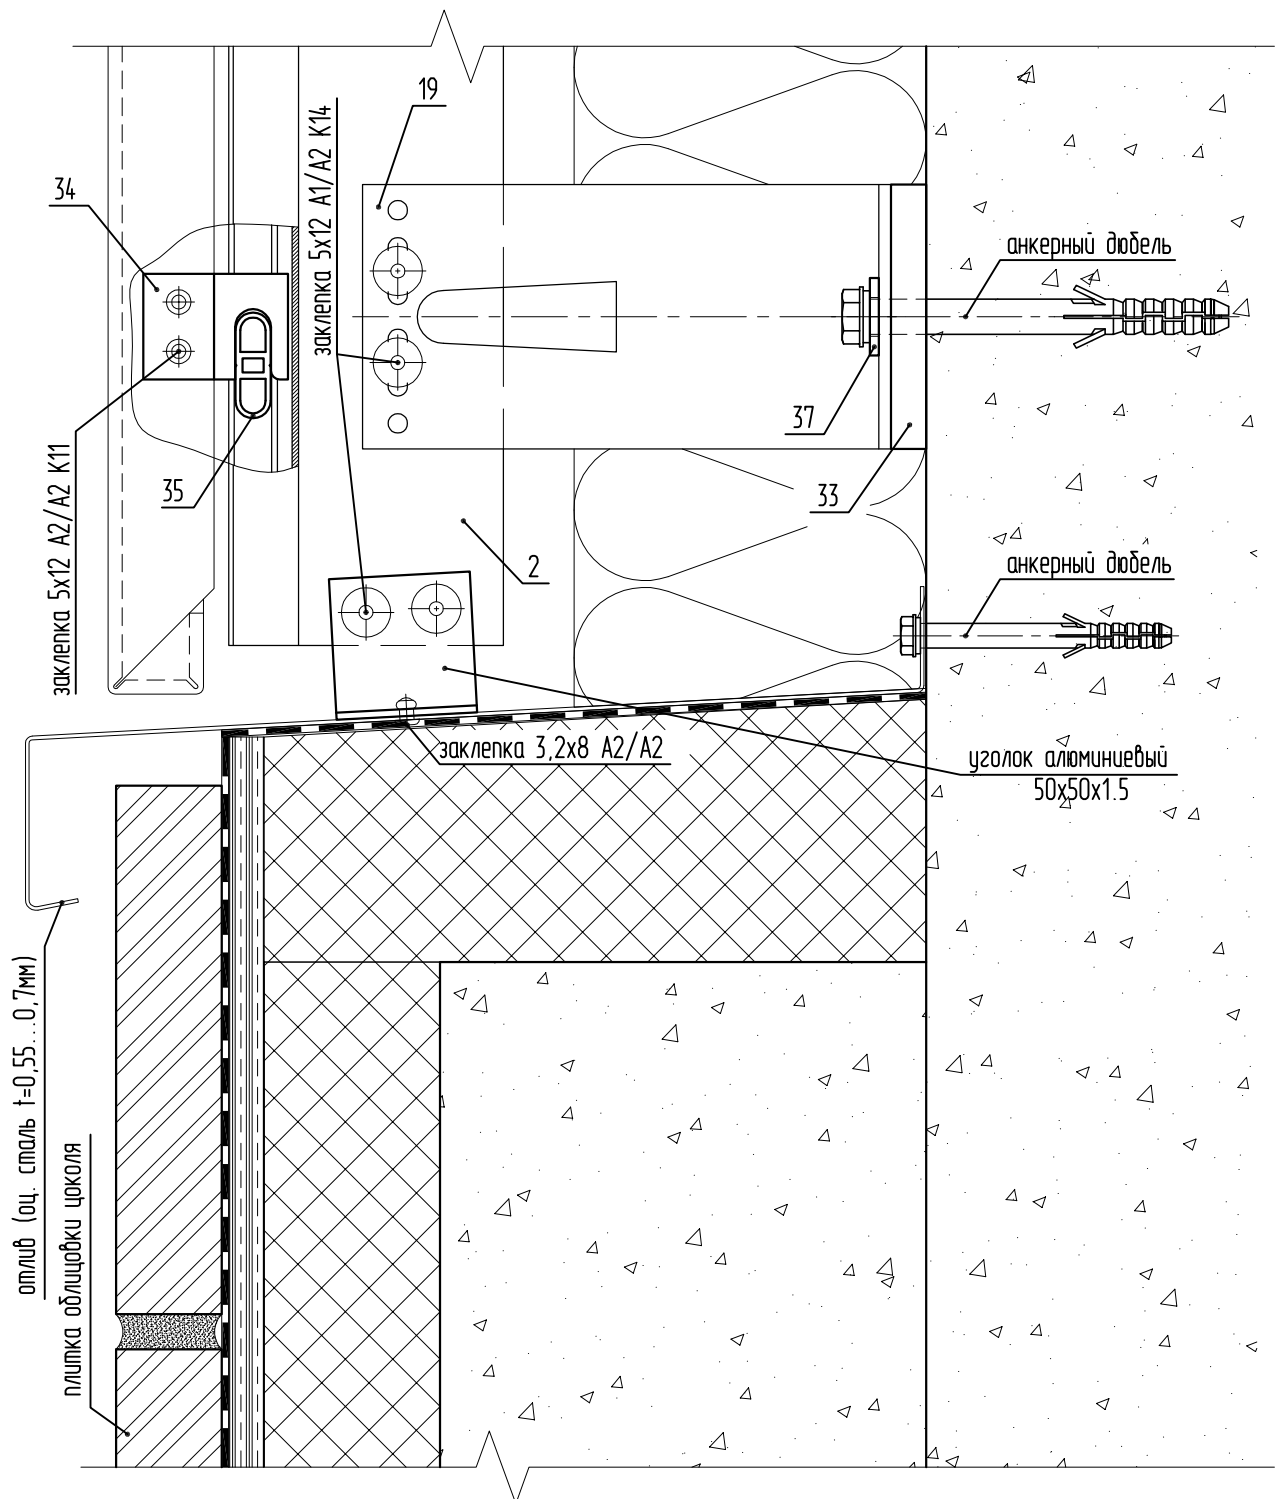 19
заклепка 5х12 А1/А2 К14
34
анкерный дюбель
37
33
35
заклепка 5х12 А2/А2 К11
2
анкерный дюбель
заклепка 3,2х8 А2/А2
уголок алюминиевый
50х50х1.5
отлив (оц. сталь t=0,55...0,7мм)
плитка облицовки цоколя